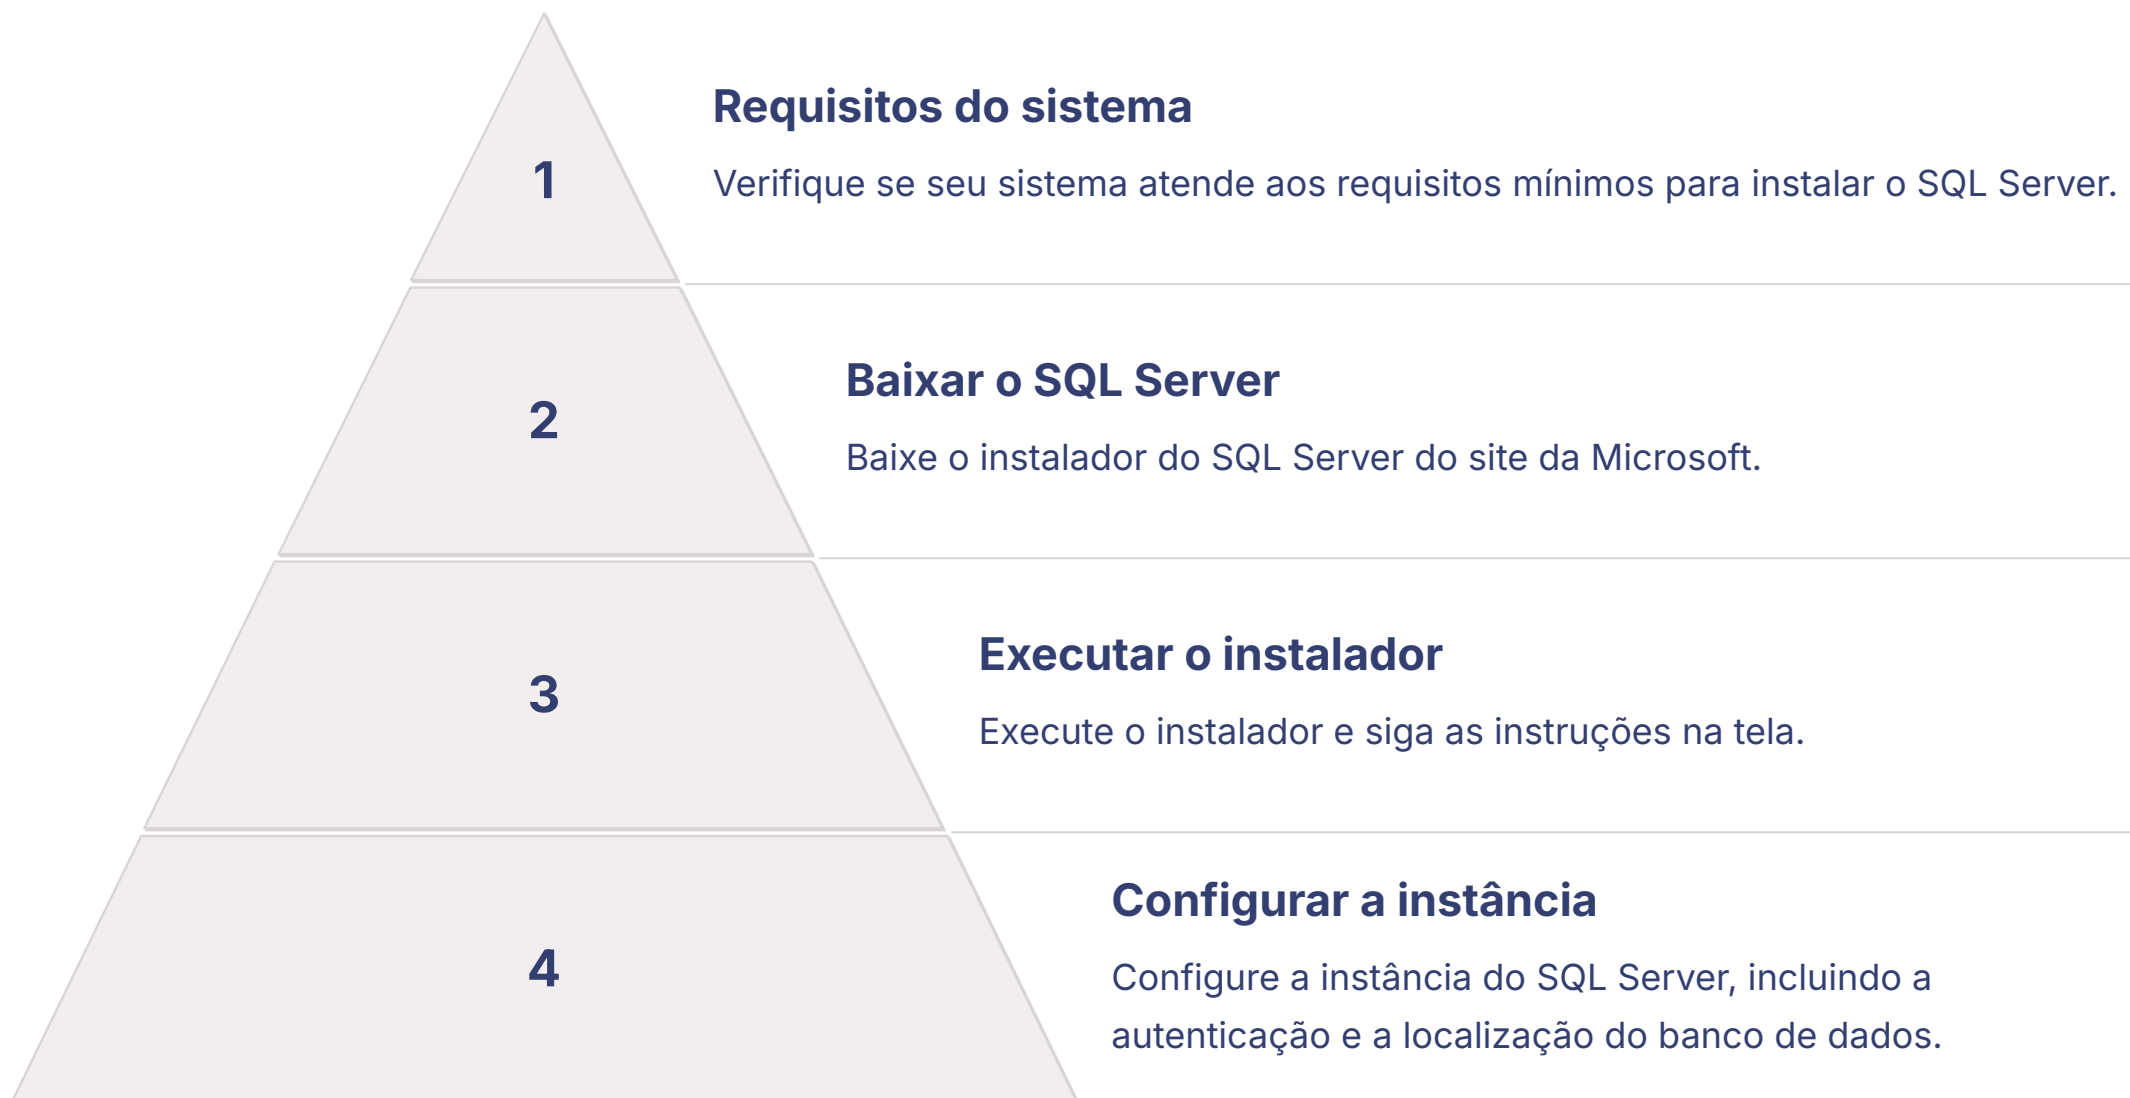 1
Requisitos do sistema
Verifique se seu sistema atende aos requisitos mínimos para instalar o SQL Server.
2
Baixar o SQL Server
Baixe o instalador do SQL Server do site da Microsoft.
3
Executar o instalador
Execute o instalador e siga as instruções na tela.
4
Configurar a instância
Configure a instância do SQL Server, incluindo a
autenticação e a localização do banco de dados.